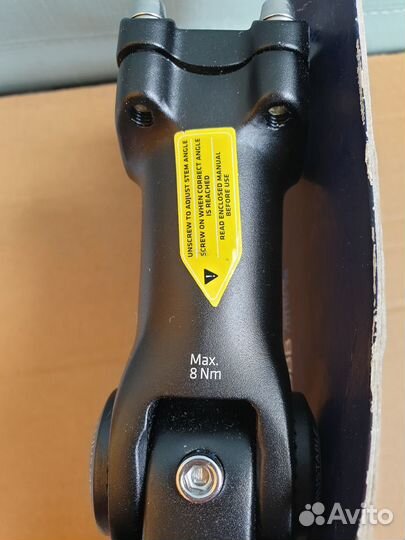 UNSCREW TO ADJUST STEM ANGLE
SCREW ON WHEN CORRECT ANGLE
IS REACHED
READ ENCLOSED MANUAL
BEFORE USE
Max.
8 Nm
Avito